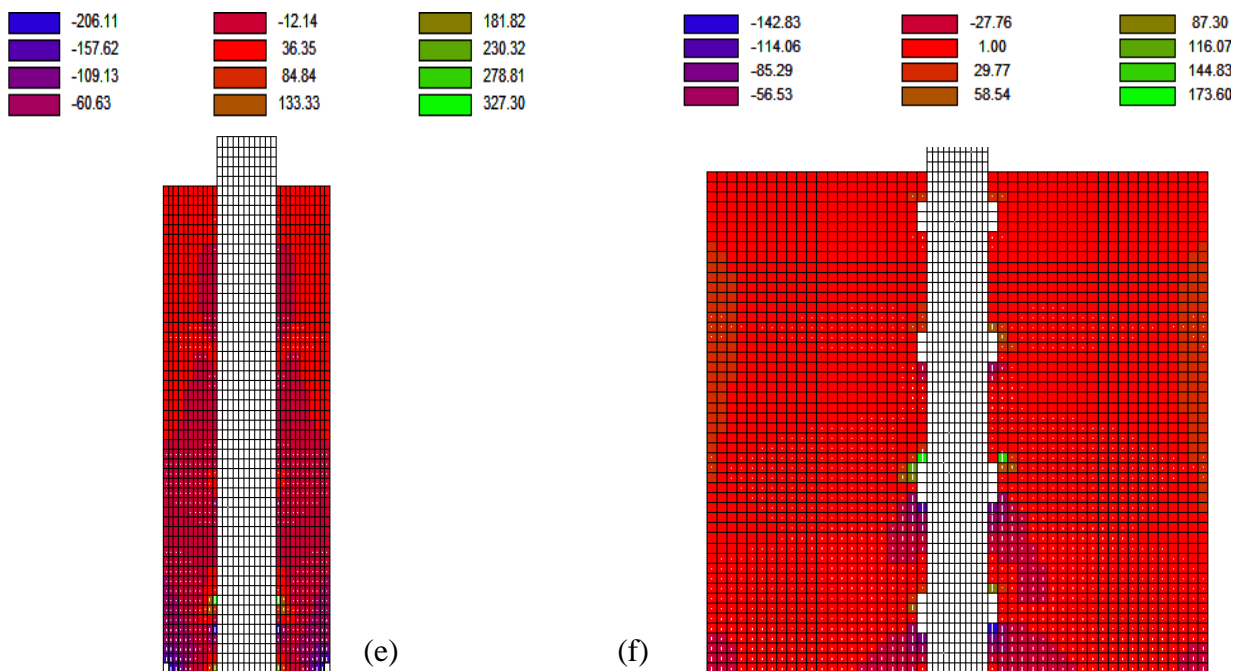 -206.11 -12.14 181.82
-157.62 36.35 230.32
-109.13 84.84 278.81
-60.63 133.33 327.30
-142.83 -27.76 87.30
-114.06 1.00 116.07
-85.29 29.77 144.83
-56.53 58.54 173.60
(e)
(f)